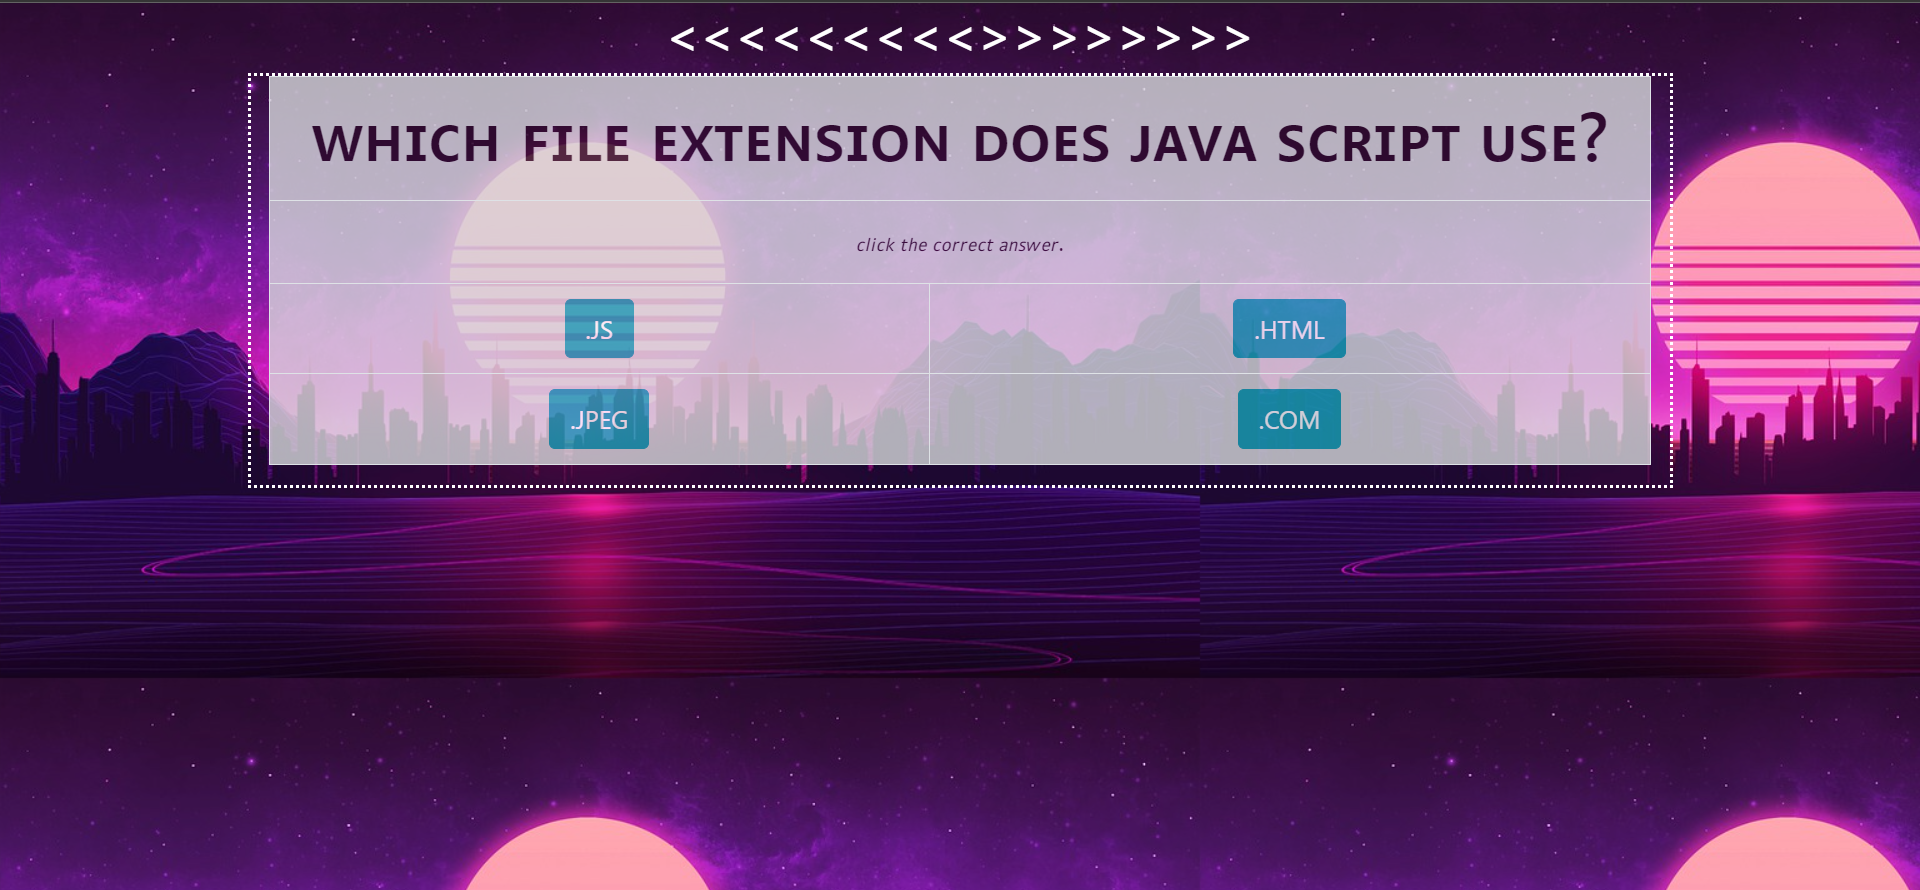 <<<<<<<<<>>>>>>>>
WHICH FILE EXTENSION DOES JAVA SCRIPT USE?
click the correct answer.
.JS
.HTML
.JPEG
.COM